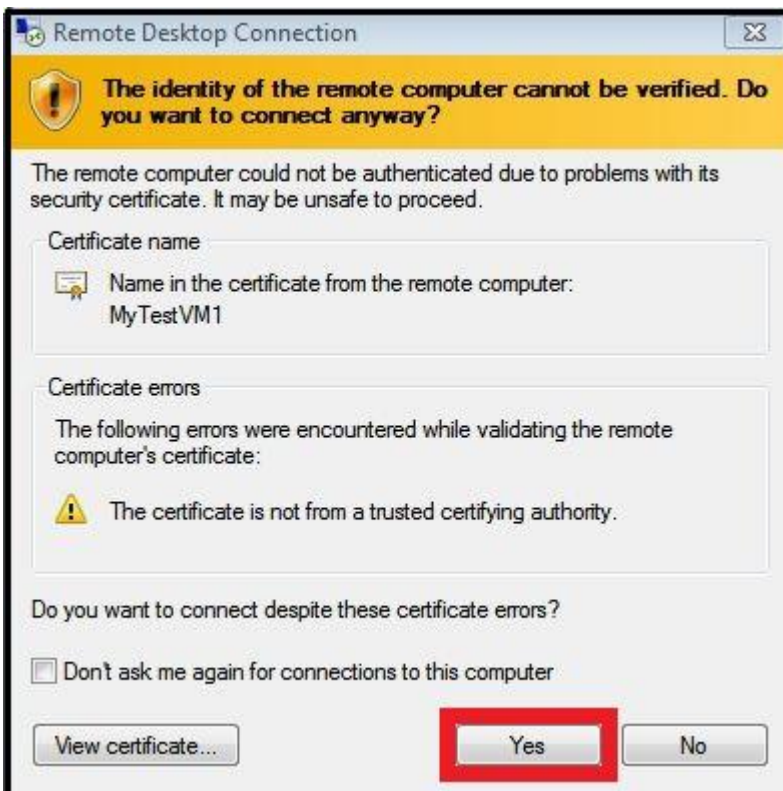 Remote Desktop Connection
The identity of the remote computer cannot be verified. Do
you want to connect anyway?
The remote computer could not be authenticated due to problems with its
security certificate. It may be unsafe to proceed.
Certificate name
Name in the certificate from the remote computer:
MyTestVM1
Certificate errors
The following errors were encountered while validating the remote
computer's certificate:
The certificate is not from a trusted certifying authority.
Do you want to connect despite these certificate errors?
Don't ask me again for connections to this computer
View certificate...
Yes
No